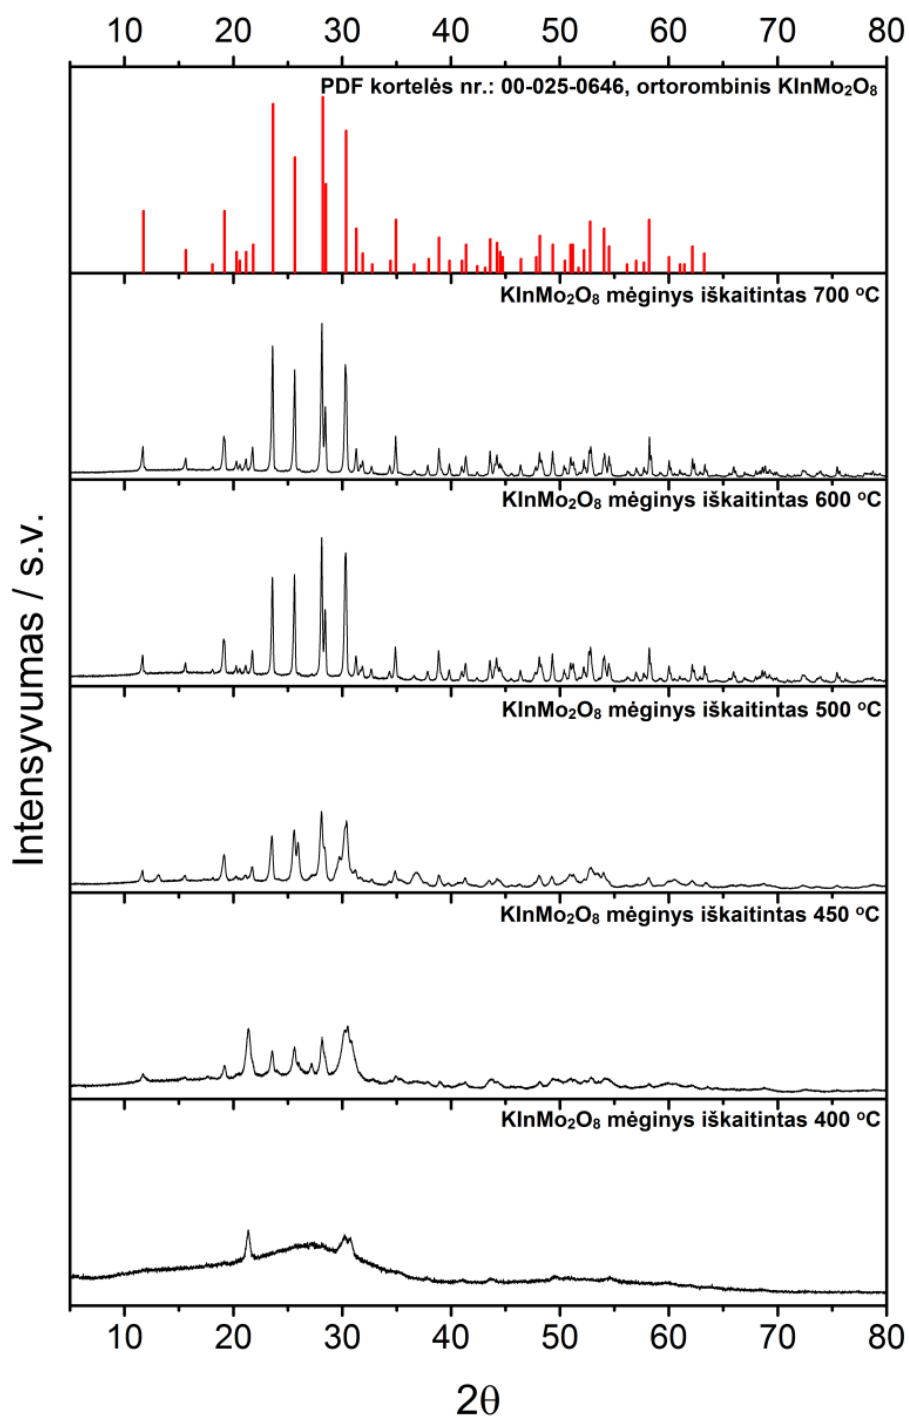 10 20 30 40 50 60 70 80
PDF kortelės nr.: 00-025-0646, ortorombinis KInMo₂O₈
KInMo₂O₈ mėginys iškaitintas 700 ºC
KInMo₂O₈ mėginys iškaitintas 600 ºC
KInMo₂O₈ mėginys iškaitintas 500 ºC
KInMo₂O₈ mėginys iškaitintas 450 ºC
KInMo₂O₈ mėginys iškaitintas 400 ºC
Intensyvumas / s.v.
10 20 30 40 50 60 70 80
2θ